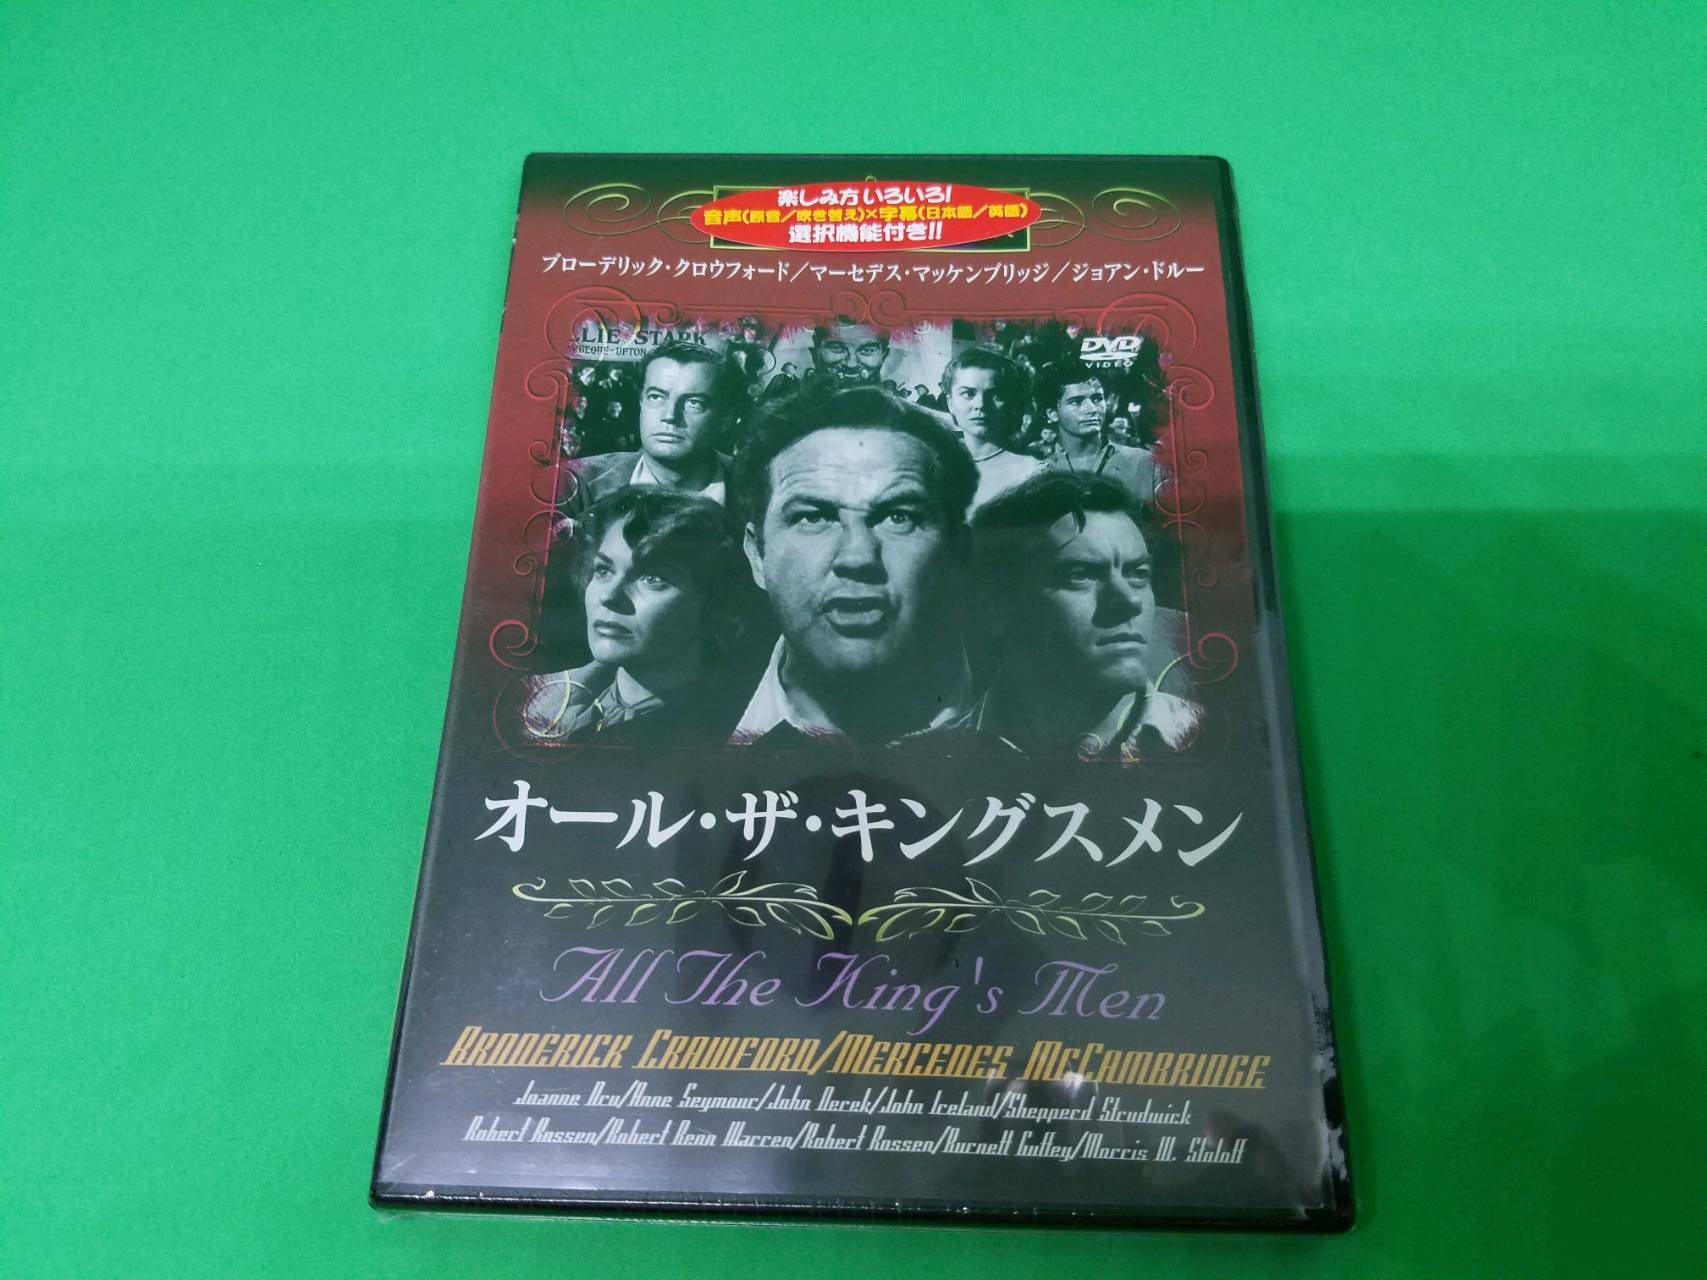 楽しみ方いろいろ!
音声(原音／吹き替え)×字幕(日本語／英語)
選択機能付き!!
ブローデリック・クロウフォード／マーセデス・マッケンブリッジ／ジョアン・ドルー
LLIE STARK
UPTON
DVD
VIDEO
オール・ザ・キングスメン
All The King's Men
BRODERICK CRAWFORD/MERCEDES McCAMBRIDGE
Joanne Dru/Anne Seymour/John Derek/John Ireland/Shepperd Strudwick
Robert Rossen/Robert Penn Warren/Robert Rossen/Burnett Guffey/Morris W. Stoloff